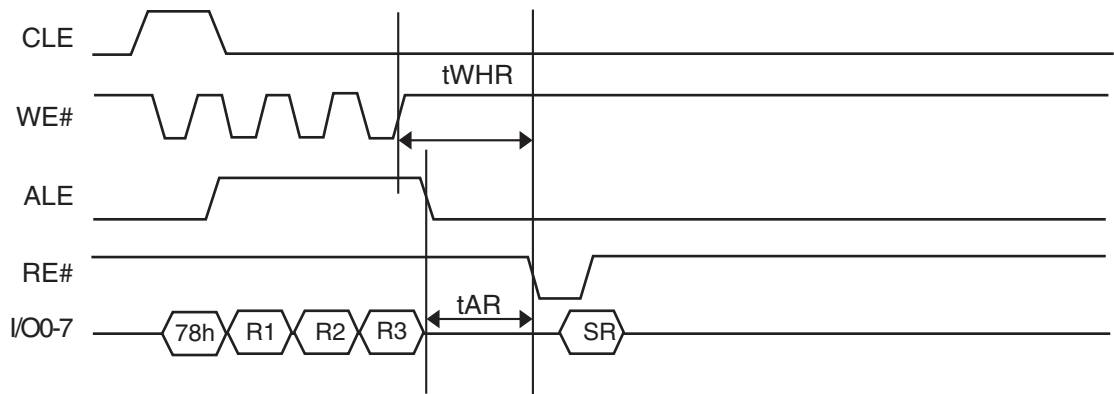 CLE
tWHR
WE#
ALE
RE#
tAR
I/O0-7
78h R1 R2 R3 SR